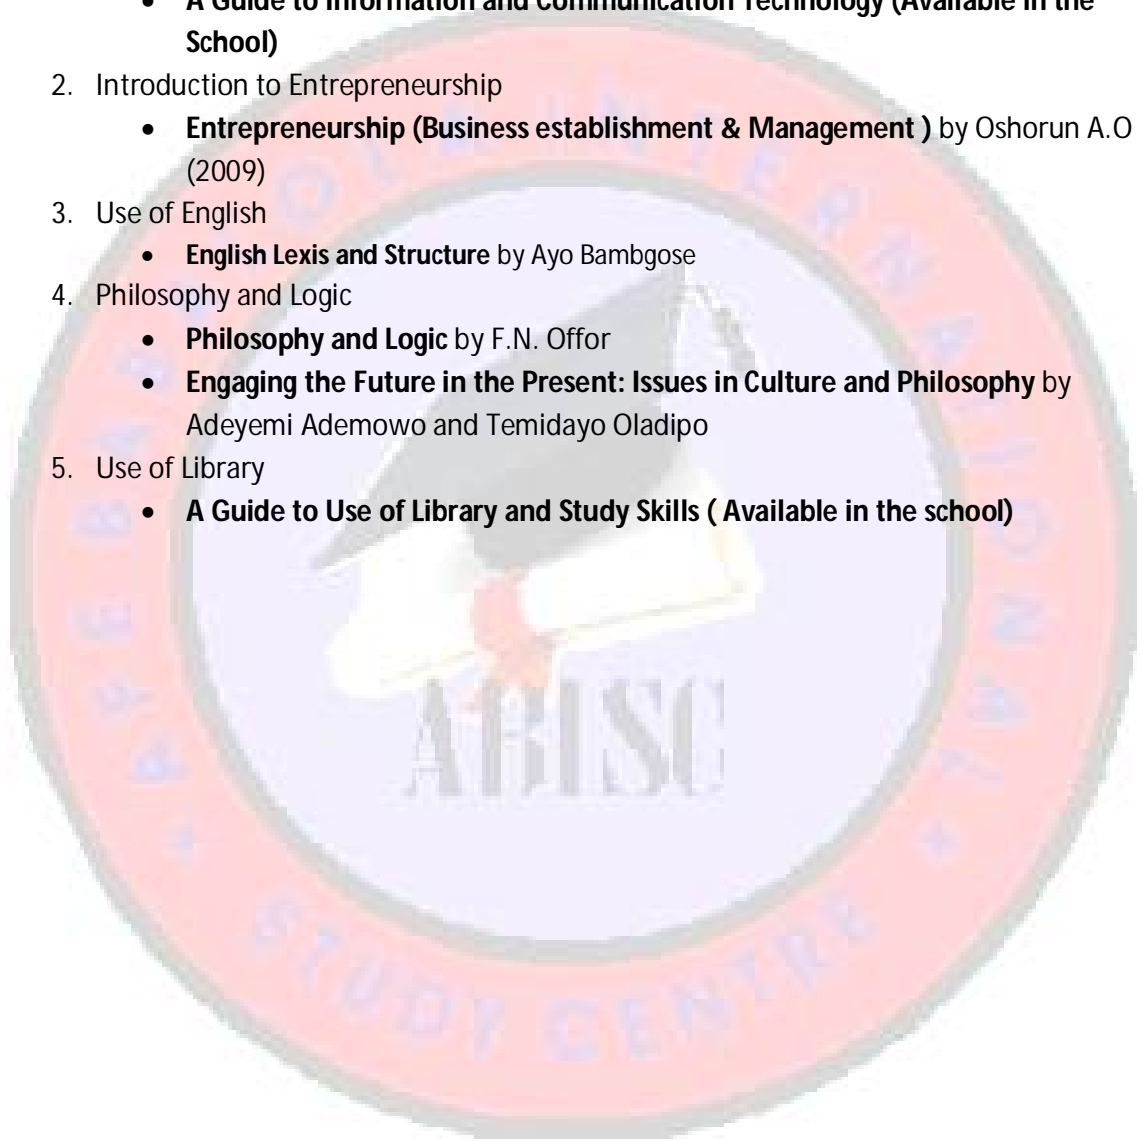 • A Guide to Information and Communication Technology (Available in the
School)
2. Introduction to Entrepreneurship
• Entrepreneurship (Business establishment & Management ) by Oshorun A.O
(2009)
3. Use of English
• English Lexis and Structure by Ayo Bambgose
4. Philosophy and Logic
• Philosophy and Logic by F.N. Offor
• Engaging the Future in the Present: Issues in Culture and Philosophy by
Adeyemi Ademowo and Temidayo Oladipo
5. Use of Library
• A Guide to Use of Library and Study Skills ( Available in the school)
INTERNATIONAL
ABISC
STUDY CENTRE